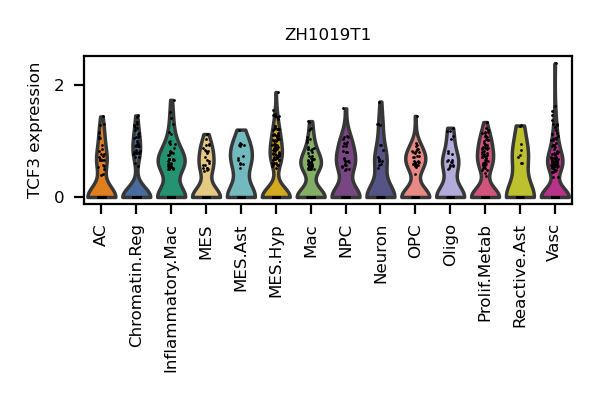 ZH1019T1
TCF3 expression
2
0
AC
Chromatin.Reg
Inflammatory.Mac
MES
MES.Ast
MES.Hyp
Mac
NPC
Neuron
OPC
Oligo
Prolif.Metab
Reactive.Ast
Vasc